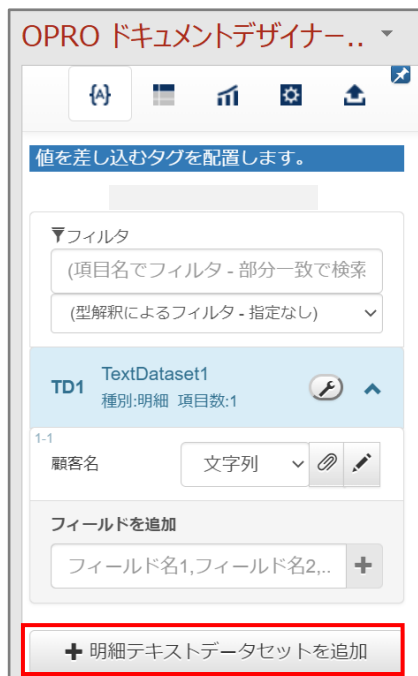 OPRO ドキュメントデザイナー..
{A}
値を差し込むタグを配置します。
フィルタ
(項目名でフィルタ - 部分一致で検索
(型解釈によるフィルタ - 指定なし)
TD1 TextDataset1
種別:明細 項目数:1
1-1
顧客名 文字列
フィールドを追加
フィールド名1,フィールド名2,.. +
+ 明細テキストデータセットを追加